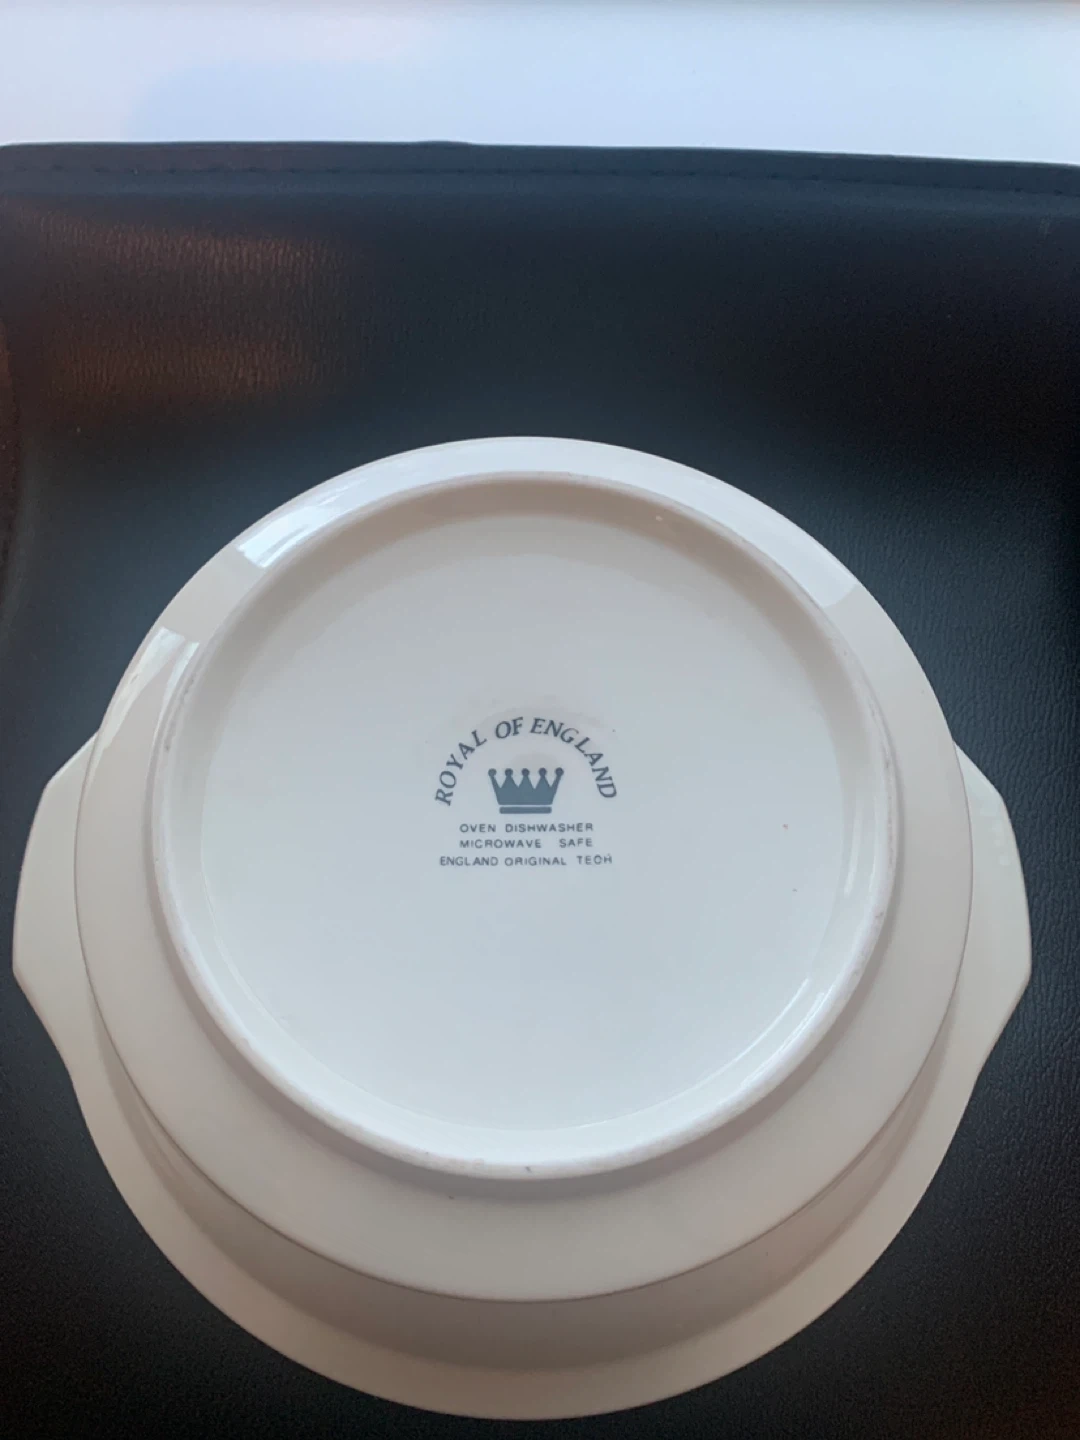 ROYAL OF ENGLAND
OVEN DISHWASHER
MICROWAVE SAFE
ENGLAND ORIGINAL TECH